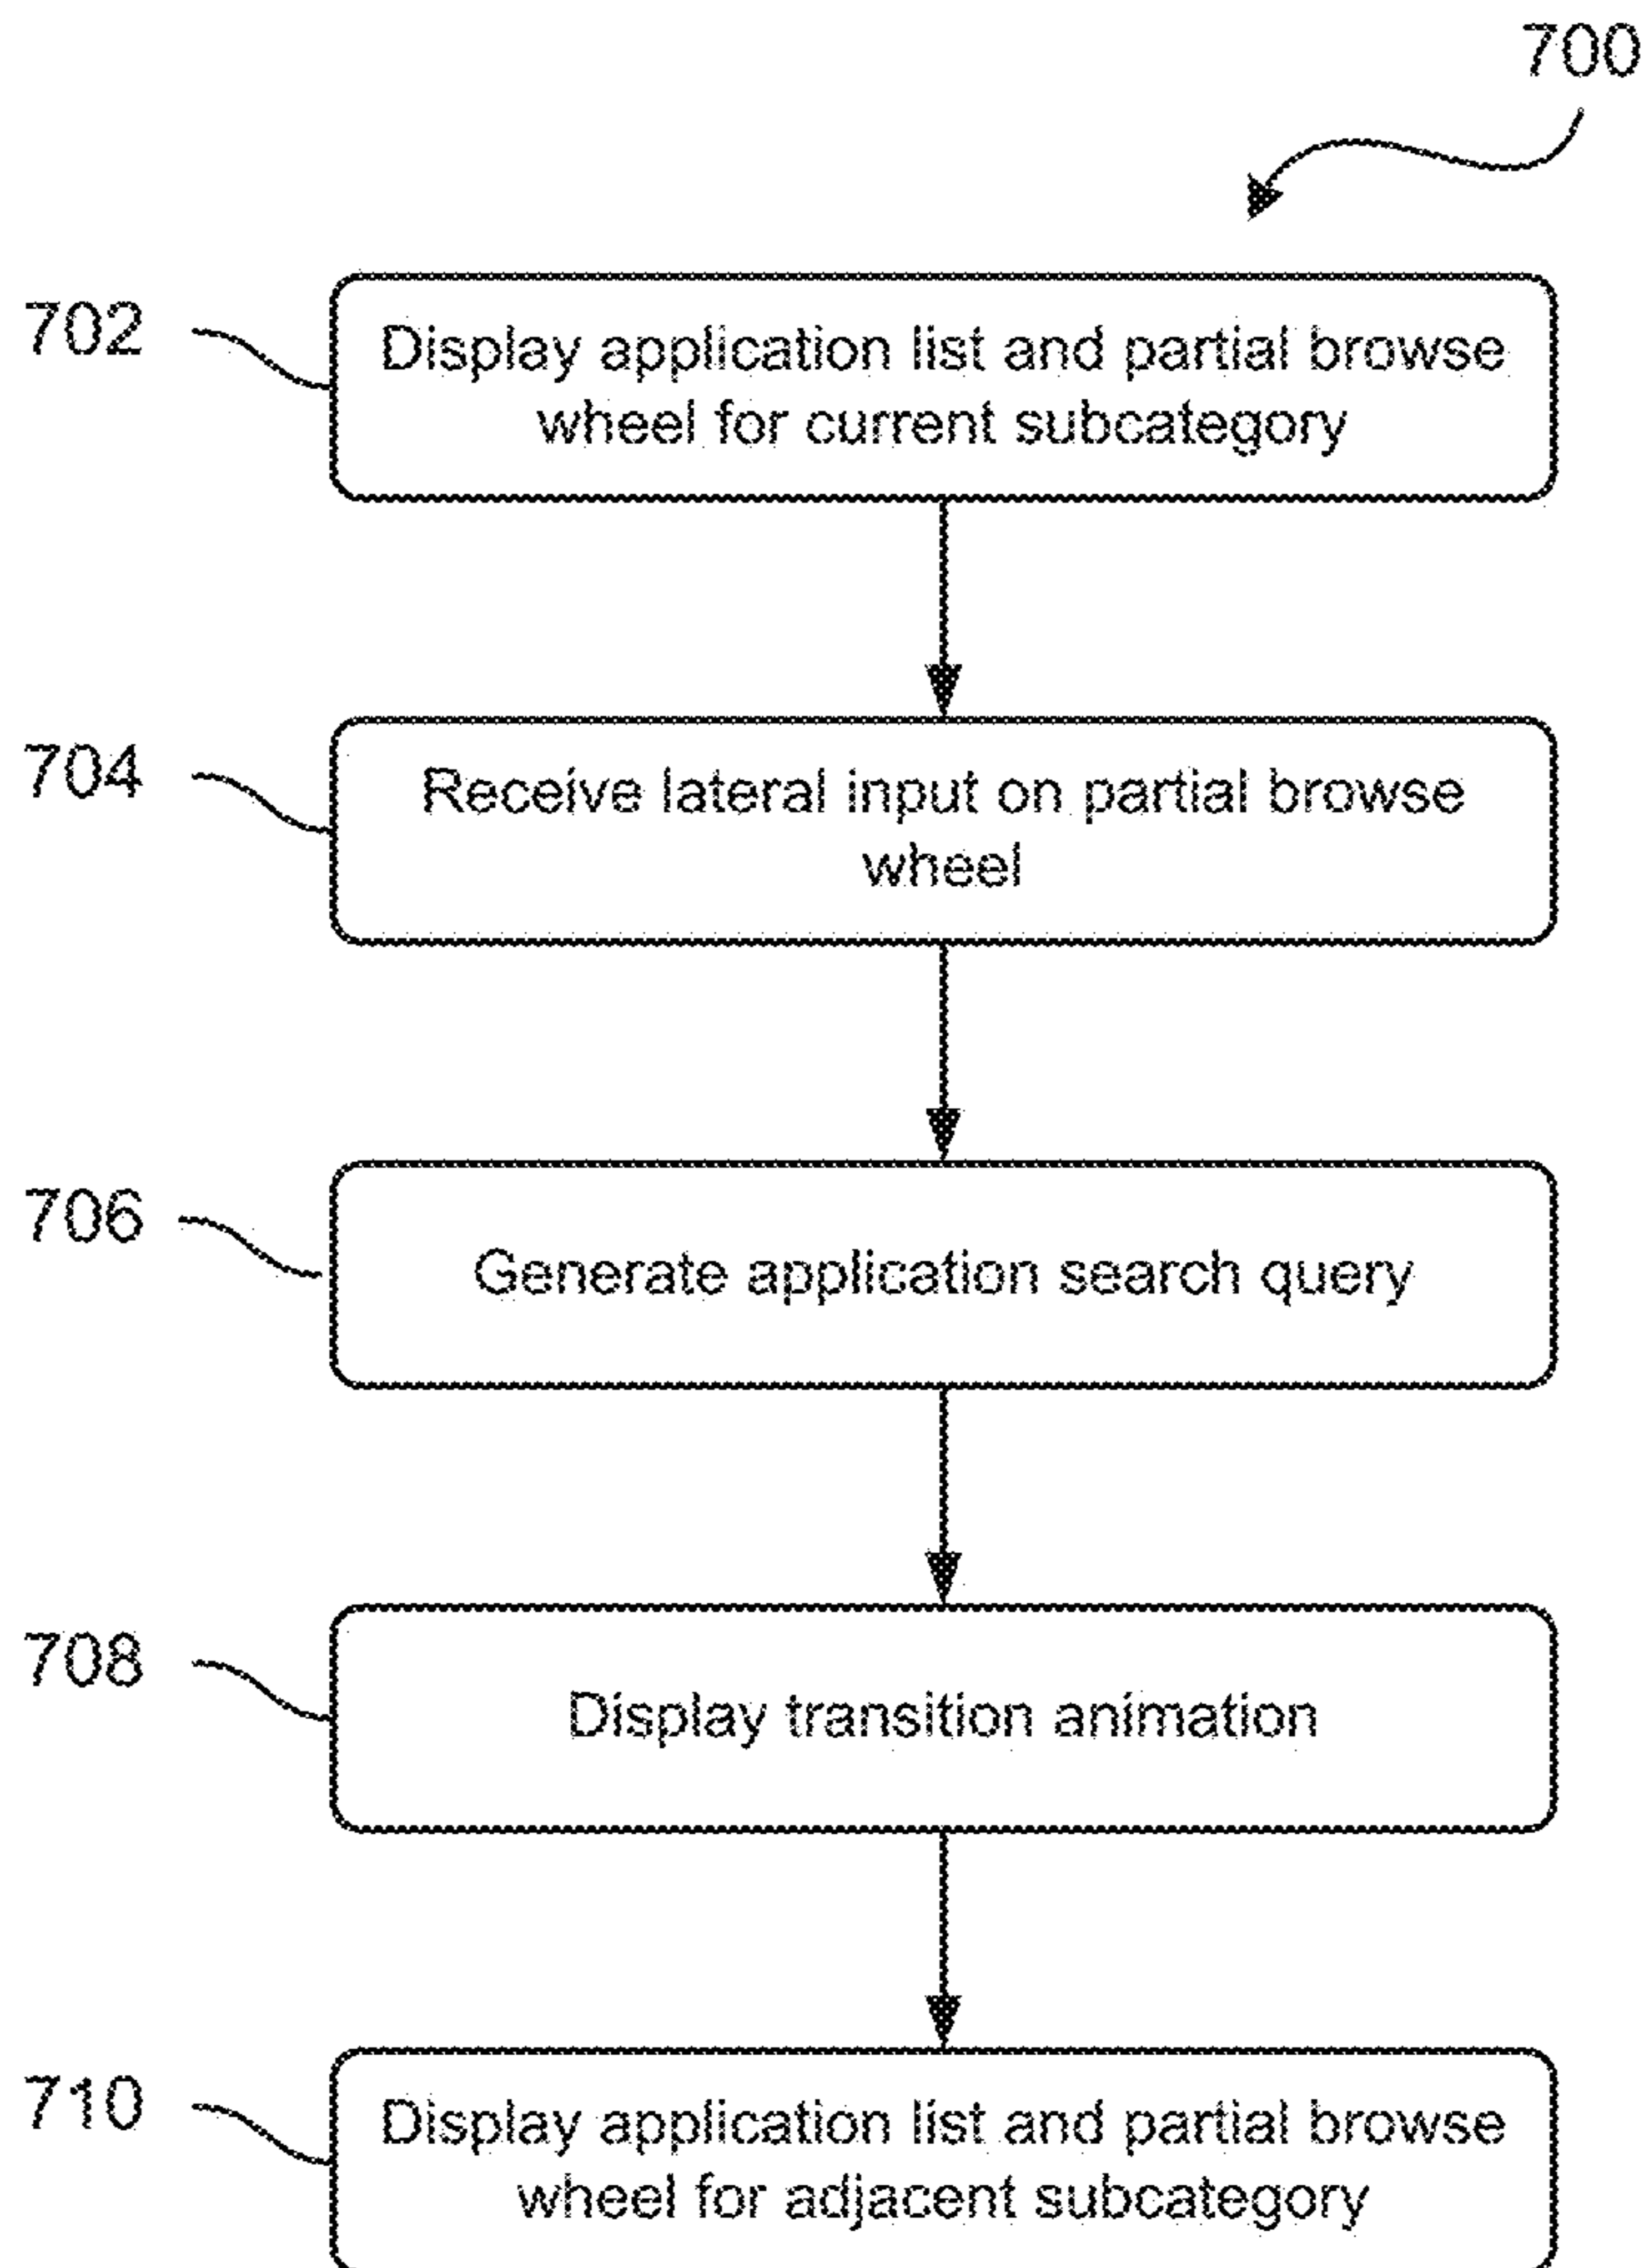 700
702
Display application list and partial browse
wheel for current subcategory
704
Receive lateral input on partial browse
wheel
706
Generate application search query
708
Display transition animation
710
Display application list and partial browse
wheel for adjacent subcategory